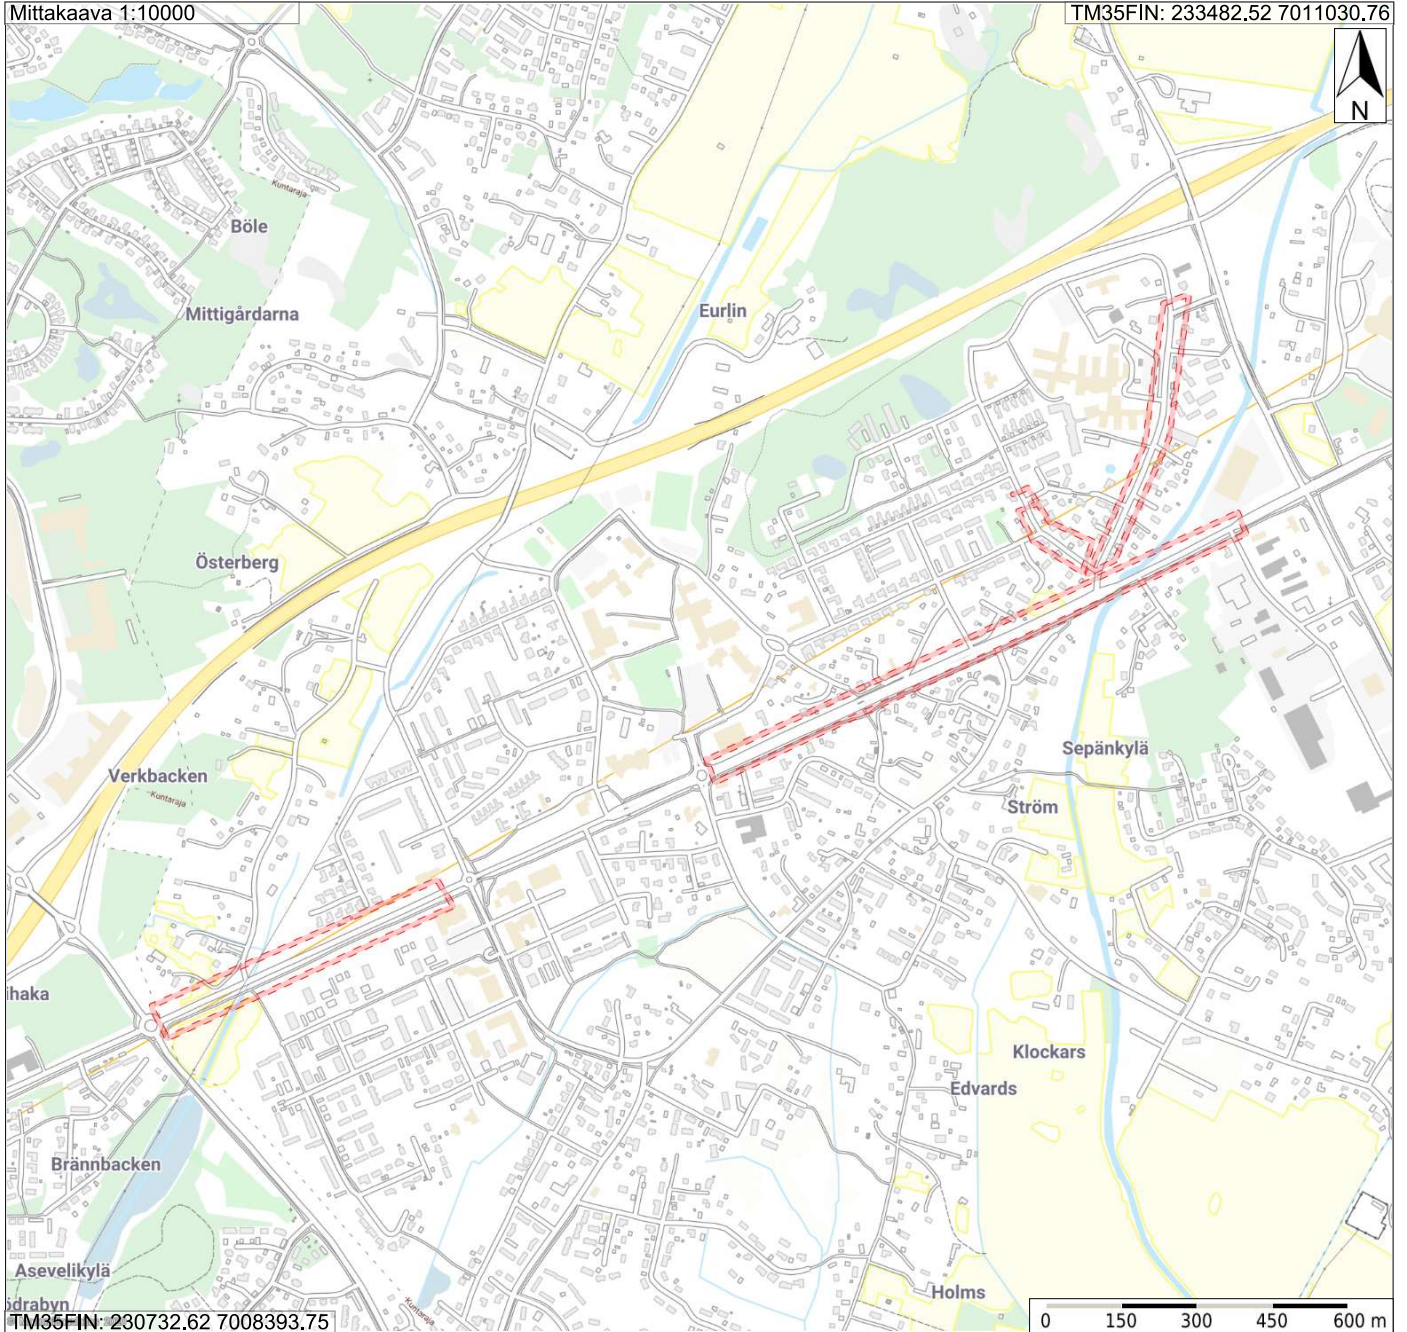 Mittakaava 1:10000
TM35FIN: 233482.52 7011030.76
N
Kuntaraja
Böle
Mittigårdarna
Eurlin
Österberg
Verkbacken
Kuntaraja
Sepänkylä
Ström
ihaka
Klockars
Edvards
Brännbacken
Asevelikylä
ödrabyn
Holms
Kuntaraja
TM35FIN: 230732.62 7008393.75
0 150 300 450 600 m